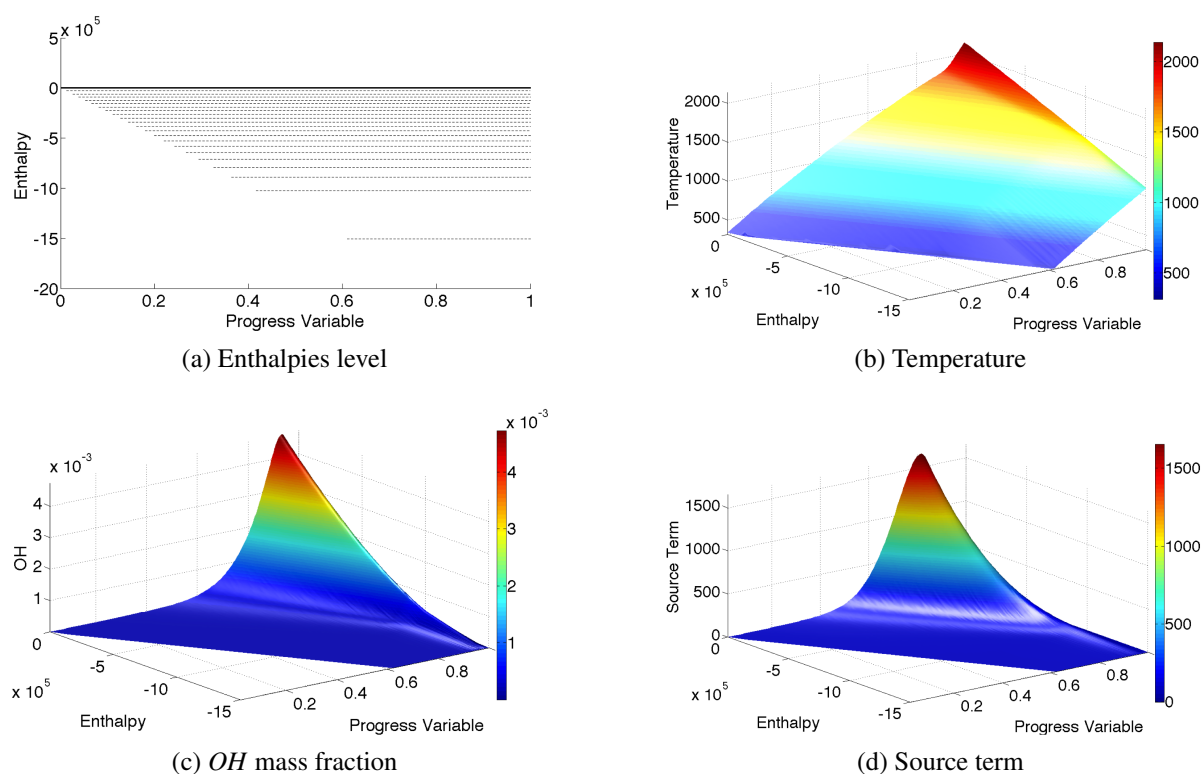 x 10^5
5
0
-5
-10
-15
-20
Enthalpy
0 0.2 0.4 0.6 0.8 1
Progress Variable
(a) Enthalpies level
2000
1500
1000
500
Temperature
0
-5
-10
-15
x 10^5
Enthalpy
0.2 0.4 0.6 0.8
Progress Variable
2000
1500
1000
500
(b) Temperature
x 10^-3
4
3
2
1
OH
0
-5
-10
-15
x 10^5
Enthalpy
0.2 0.4 0.6 0.8
Progress Variable
x 10^-3
4
3
2
1
(c) OH mass fraction
1500
1000
500
0
Source Term
0
-5
-10
-15
x 10^5
Enthalpy
0.2 0.4 0.6 0.8
Progress Variable
1500
1000
500
0
(d) Source term